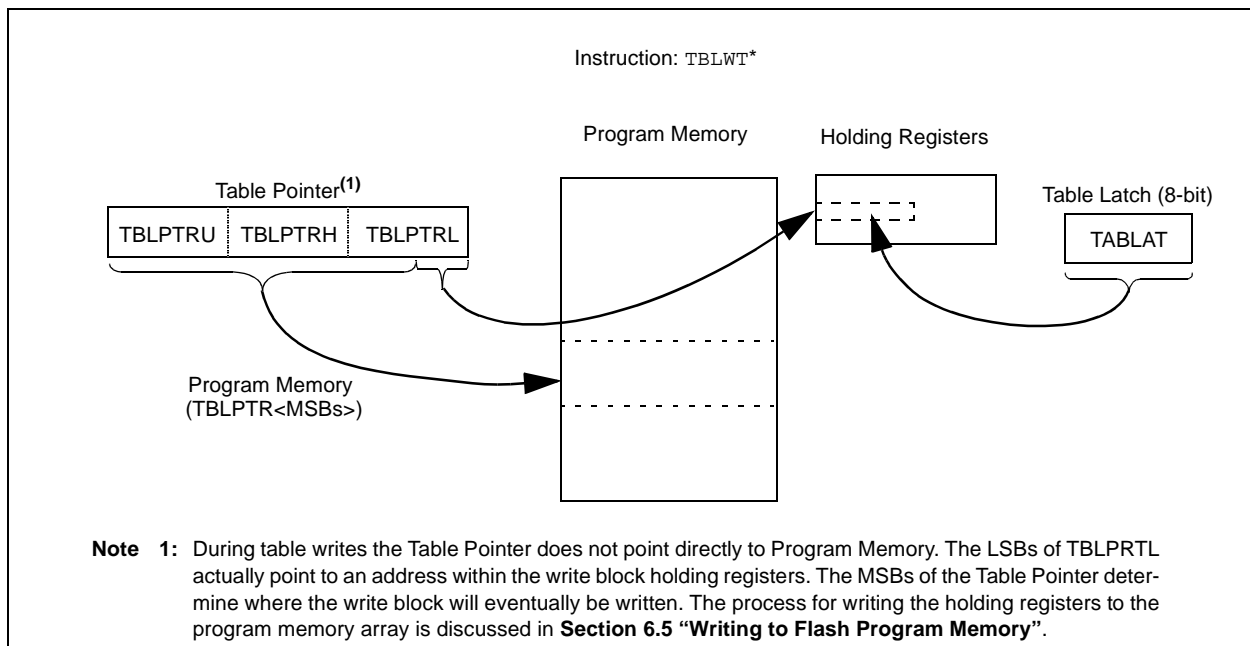 Instruction: TBLWT*
Program Memory
Holding Registers
Table Pointer(1)
Table Latch (8-bit)
TBLPTRU
TBLPTRH
TBLPTRL
TABLAT
Program Memory
(TBLPTR<MSBs>)
Note 1: During table writes the Table Pointer does not point directly to Program Memory. The LSBs of TBLPRTL
actually point to an address within the write block holding registers. The MSBs of the Table Pointer deter-
mine where the write block will eventually be written. The process for writing the holding registers to the
program memory array is discussed in Section 6.5 “Writing to Flash Program Memory”.